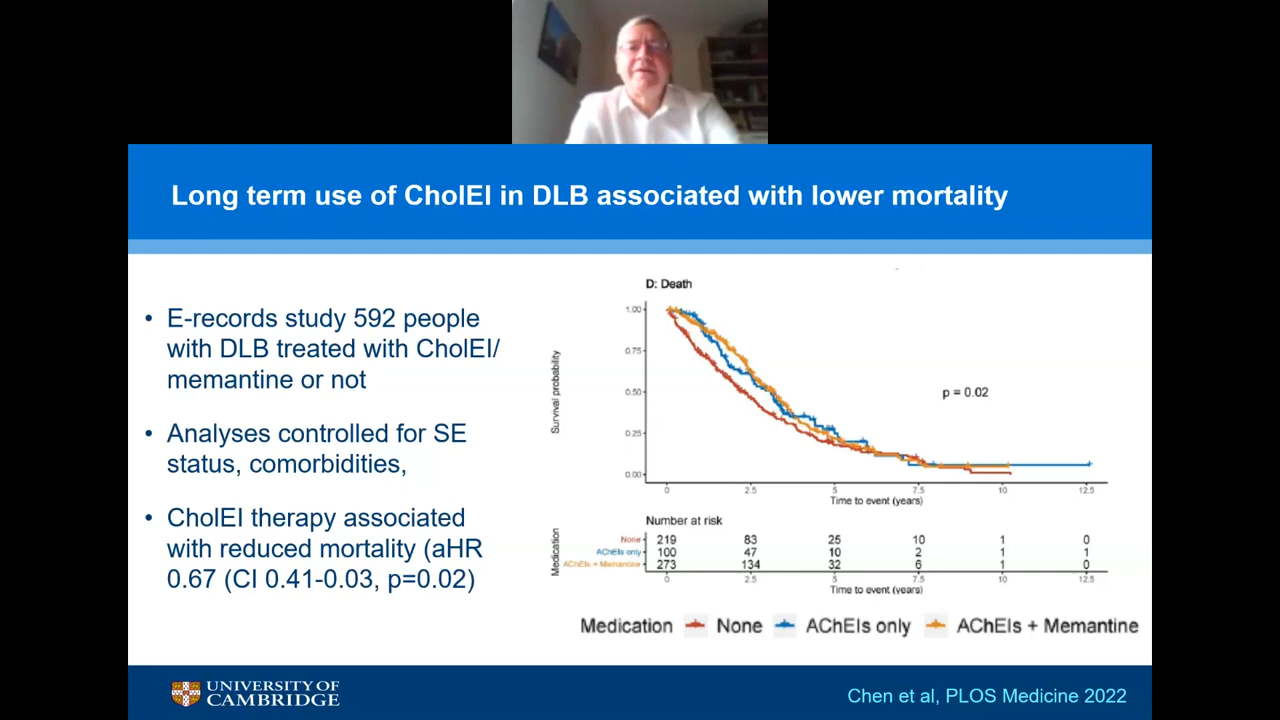 Long term use of CholEI in DLB associated with lower mortality
• E-records study 592 people
with DLB treated with CholEI/
memantine or not
• Analyses controlled for SE
status, comorbidities,
• CholEI therapy associated
with reduced mortality (aHR
0.67 (CI 0.41-0.03, p=0.02)
D: Death
Survival probability
1.00
0.75
0.50
0.25
0.00
p = 0.02
0 2.5 5 7.5 10 12.5
Time to event (years)
Number at risk
Medication
None 219 83 25 10 1 0
AChEIs only 100 47 10 2 1 1
AChEIs + Memantine 273 134 32 6 1 0
0 2.5 5 7.5 10 12.5
Time to event (years)
Medication None AChEIs only AChEIs + Memantine
UNIVERSITY OF
CAMBRIDGE
Chen et al, PLOS Medicine 2022